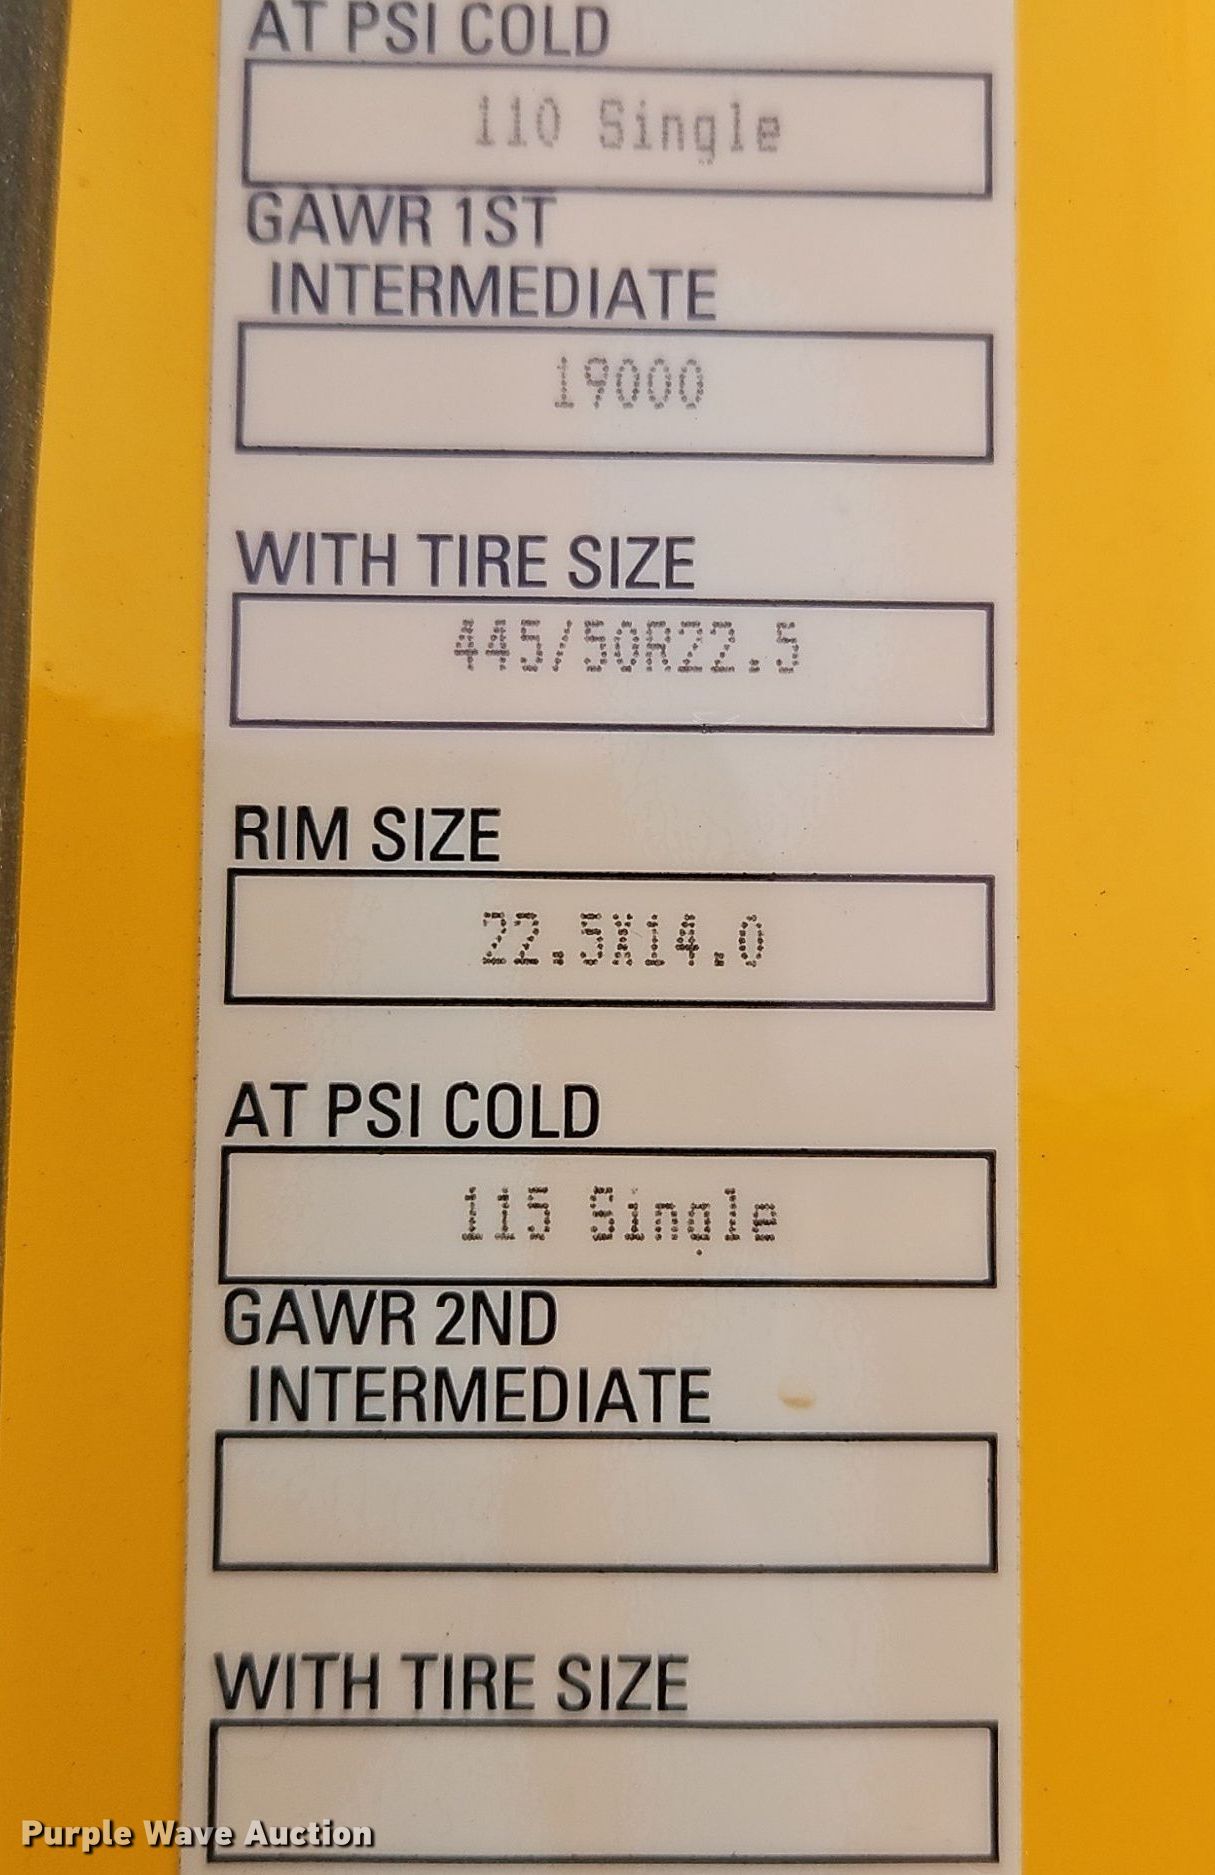 AT PSI COLD
110 Single
GAWR 1ST
INTERMEDIATE
19000
WITH TIRE SIZE
445/50R22.5
RIM SIZE
22.5X14.0
AT PSI COLD
115 Single
GAWR 2ND
INTERMEDIATE
WITH TIRE SIZE
Purple Wave Auction